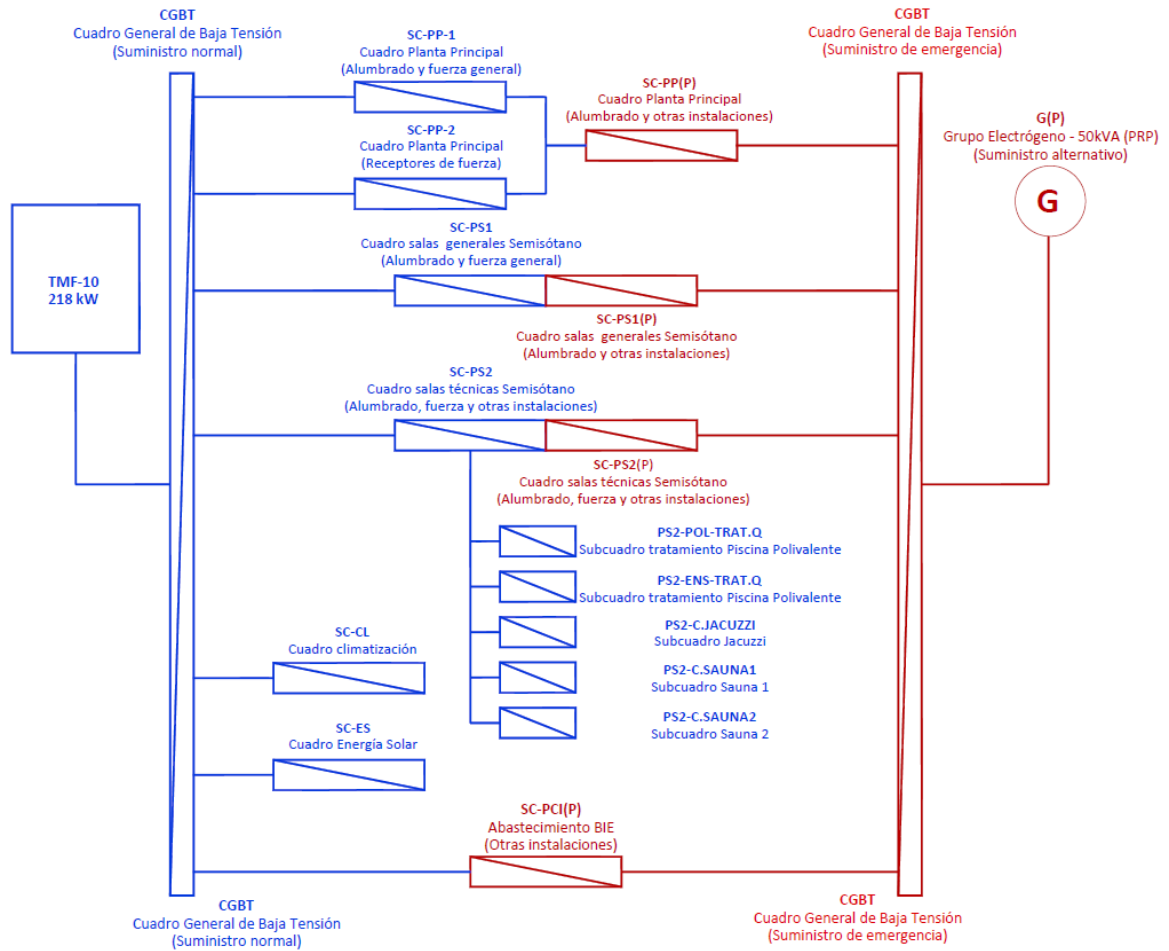 CGBT
Cuadro General de Baja Tensión
(Suministro normal)
SC-PP-1
Cuadro Planta Principal
(Alumbrado y fuerza general)
CGBT
Cuadro General de Baja Tensión
(Suministro de emergencia)
SC-PP(P)
Cuadro Planta Principal
(Alumbrado y otras instalaciones)
G(P)
Grupo Electrógeno - 50kVA (PRP)
(Suministro alternativo)
G
SC-PP-2
Cuadro Planta Principal
(Receptores de fuerza)
TMF-10
218 kW
SC-PS1
Cuadro salas generales Semisótano
(Alumbrado y fuerza general)
SC-PS1(P)
Cuadro salas generales Semisótano
(Alumbrado y otras instalaciones)
SC-PS2
Cuadro salas técnicas Semisótano
(Alumbrado, fuerza y otras instalaciones)
SC-PS2(P)
Cuadro salas técnicas Semisótano
(Alumbrado, fuerza y otras instalaciones)
PS2-POL-TRAT.Q
Subcuadro tratamiento Piscina Polivalente
PS2-ENS-TRAT.Q
Subcuadro tratamiento Piscina Polivalente
PS2-C.JACUZZI
Subcuadro Jacuzzi
PS2-C.SAUNA1
Subcuadro Sauna 1
PS2-C.SAUNA2
Subcuadro Sauna 2
SC-CL
Cuadro climatización
SC-ES
Cuadro Energía Solar
SC-PCI(P)
Abastecimiento BIE
(Otras instalaciones)
CGBT
Cuadro General de Baja Tensión
(Suministro normal)
CGBT
Cuadro General de Baja Tensión
(Suministro de emergencia)